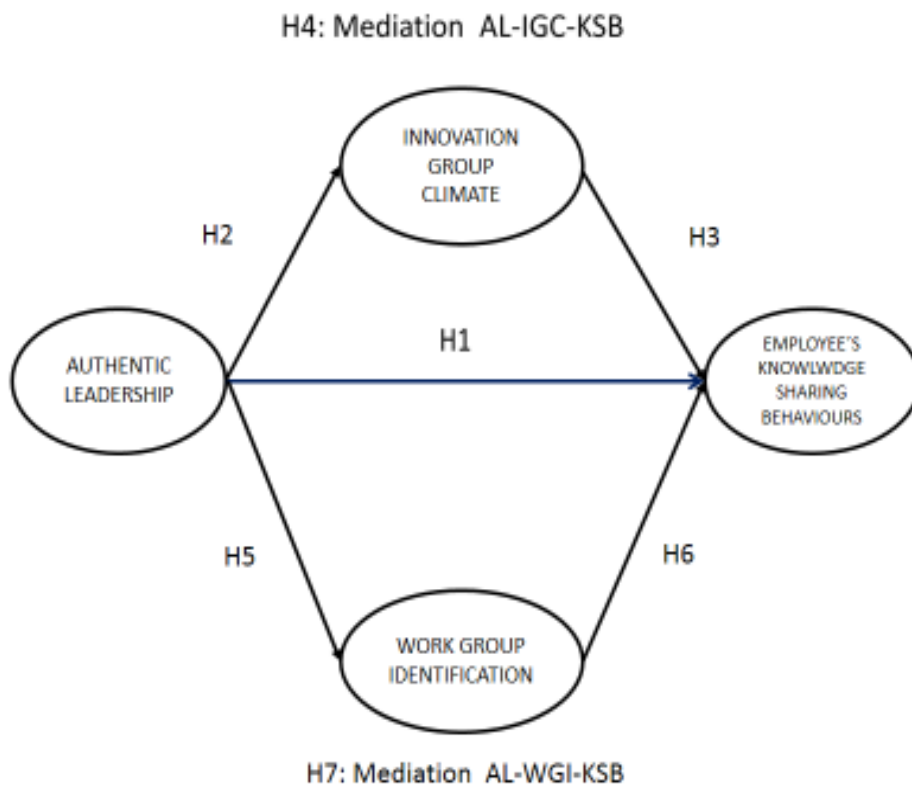 H4: Mediation AL-IGC-KSB
INNOVATION
GROUP
CLIMATE
H2
H3
H1
AUTHENTIC
LEADERSHIP
EMPLOYEE'S
KNOWLWDGE
SHARING
BEHAVIOURS
H5
H6
WORK GROUP
IDENTIFICATION
H7: Mediation AL-WGI-KSB